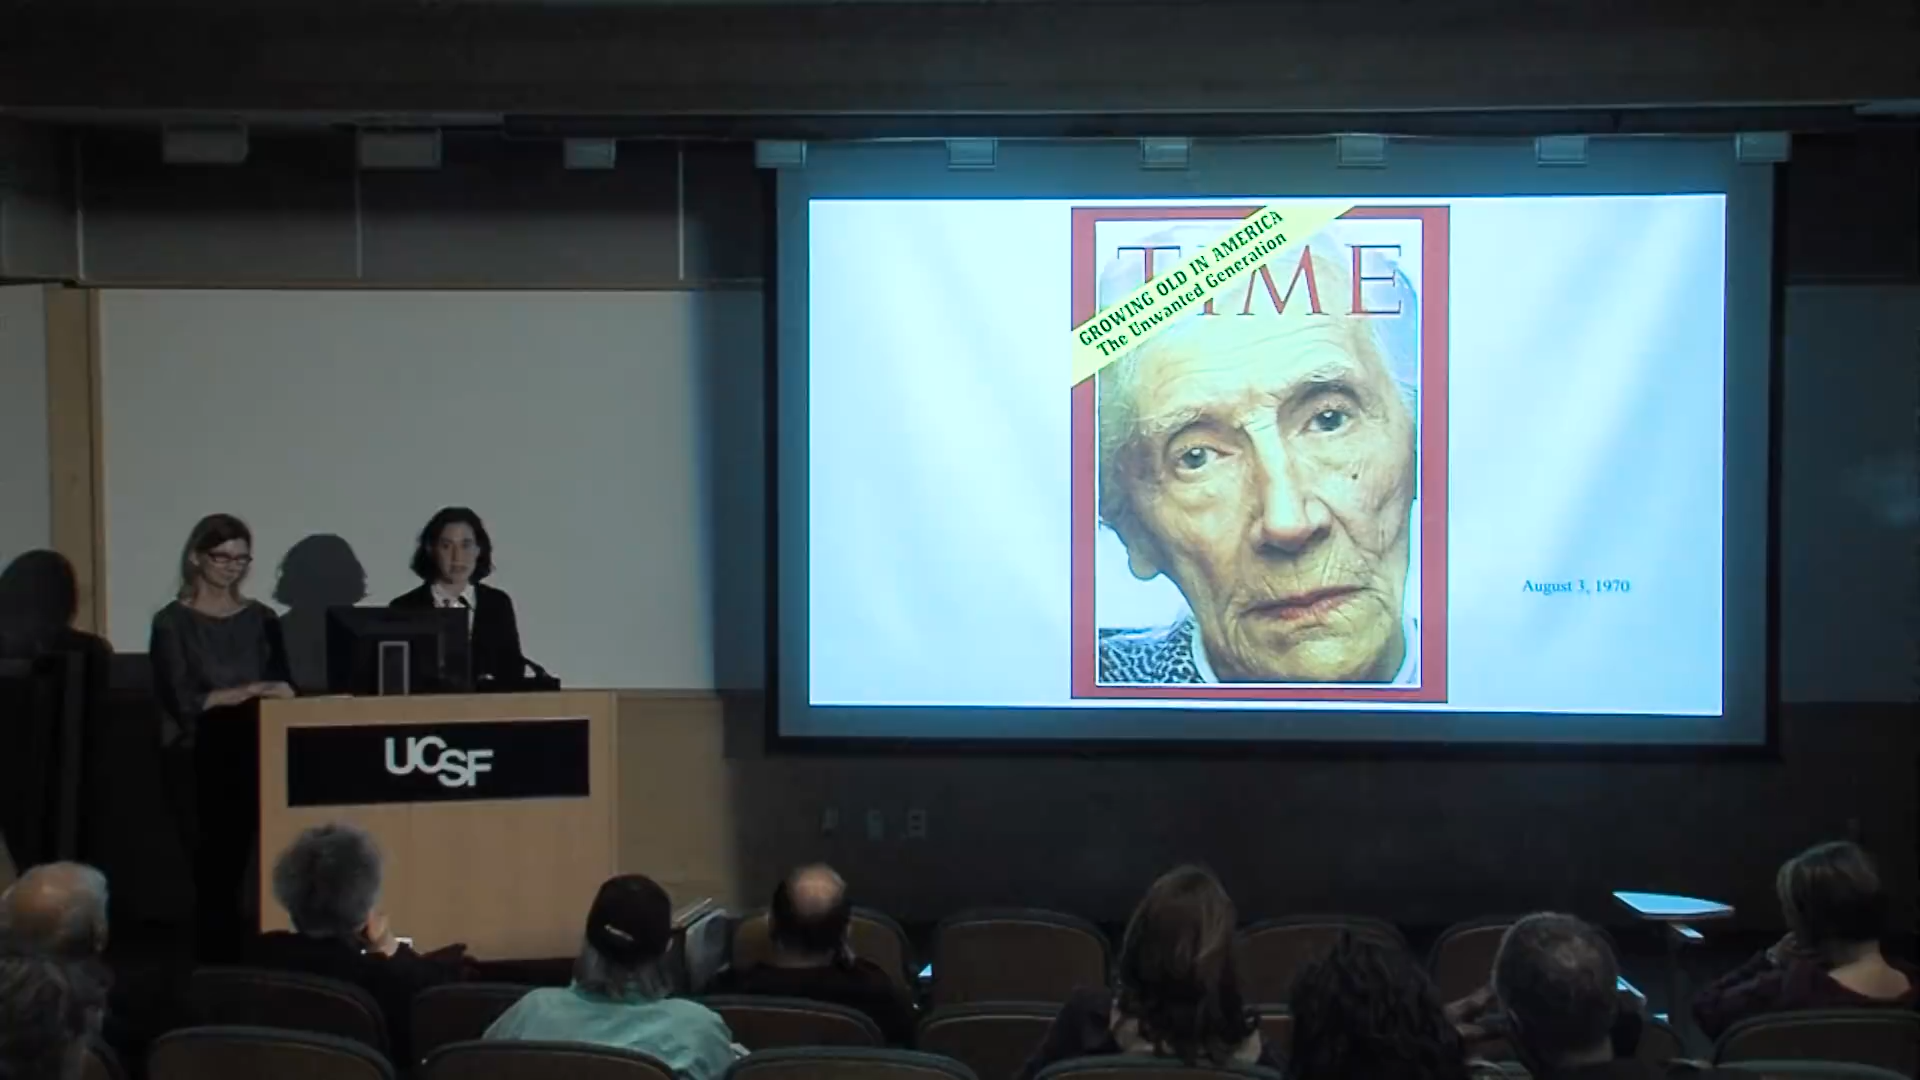 GROWING OLD IN AMERICA
The Unwanted Generation
TIME
August 3, 1970
UCSF